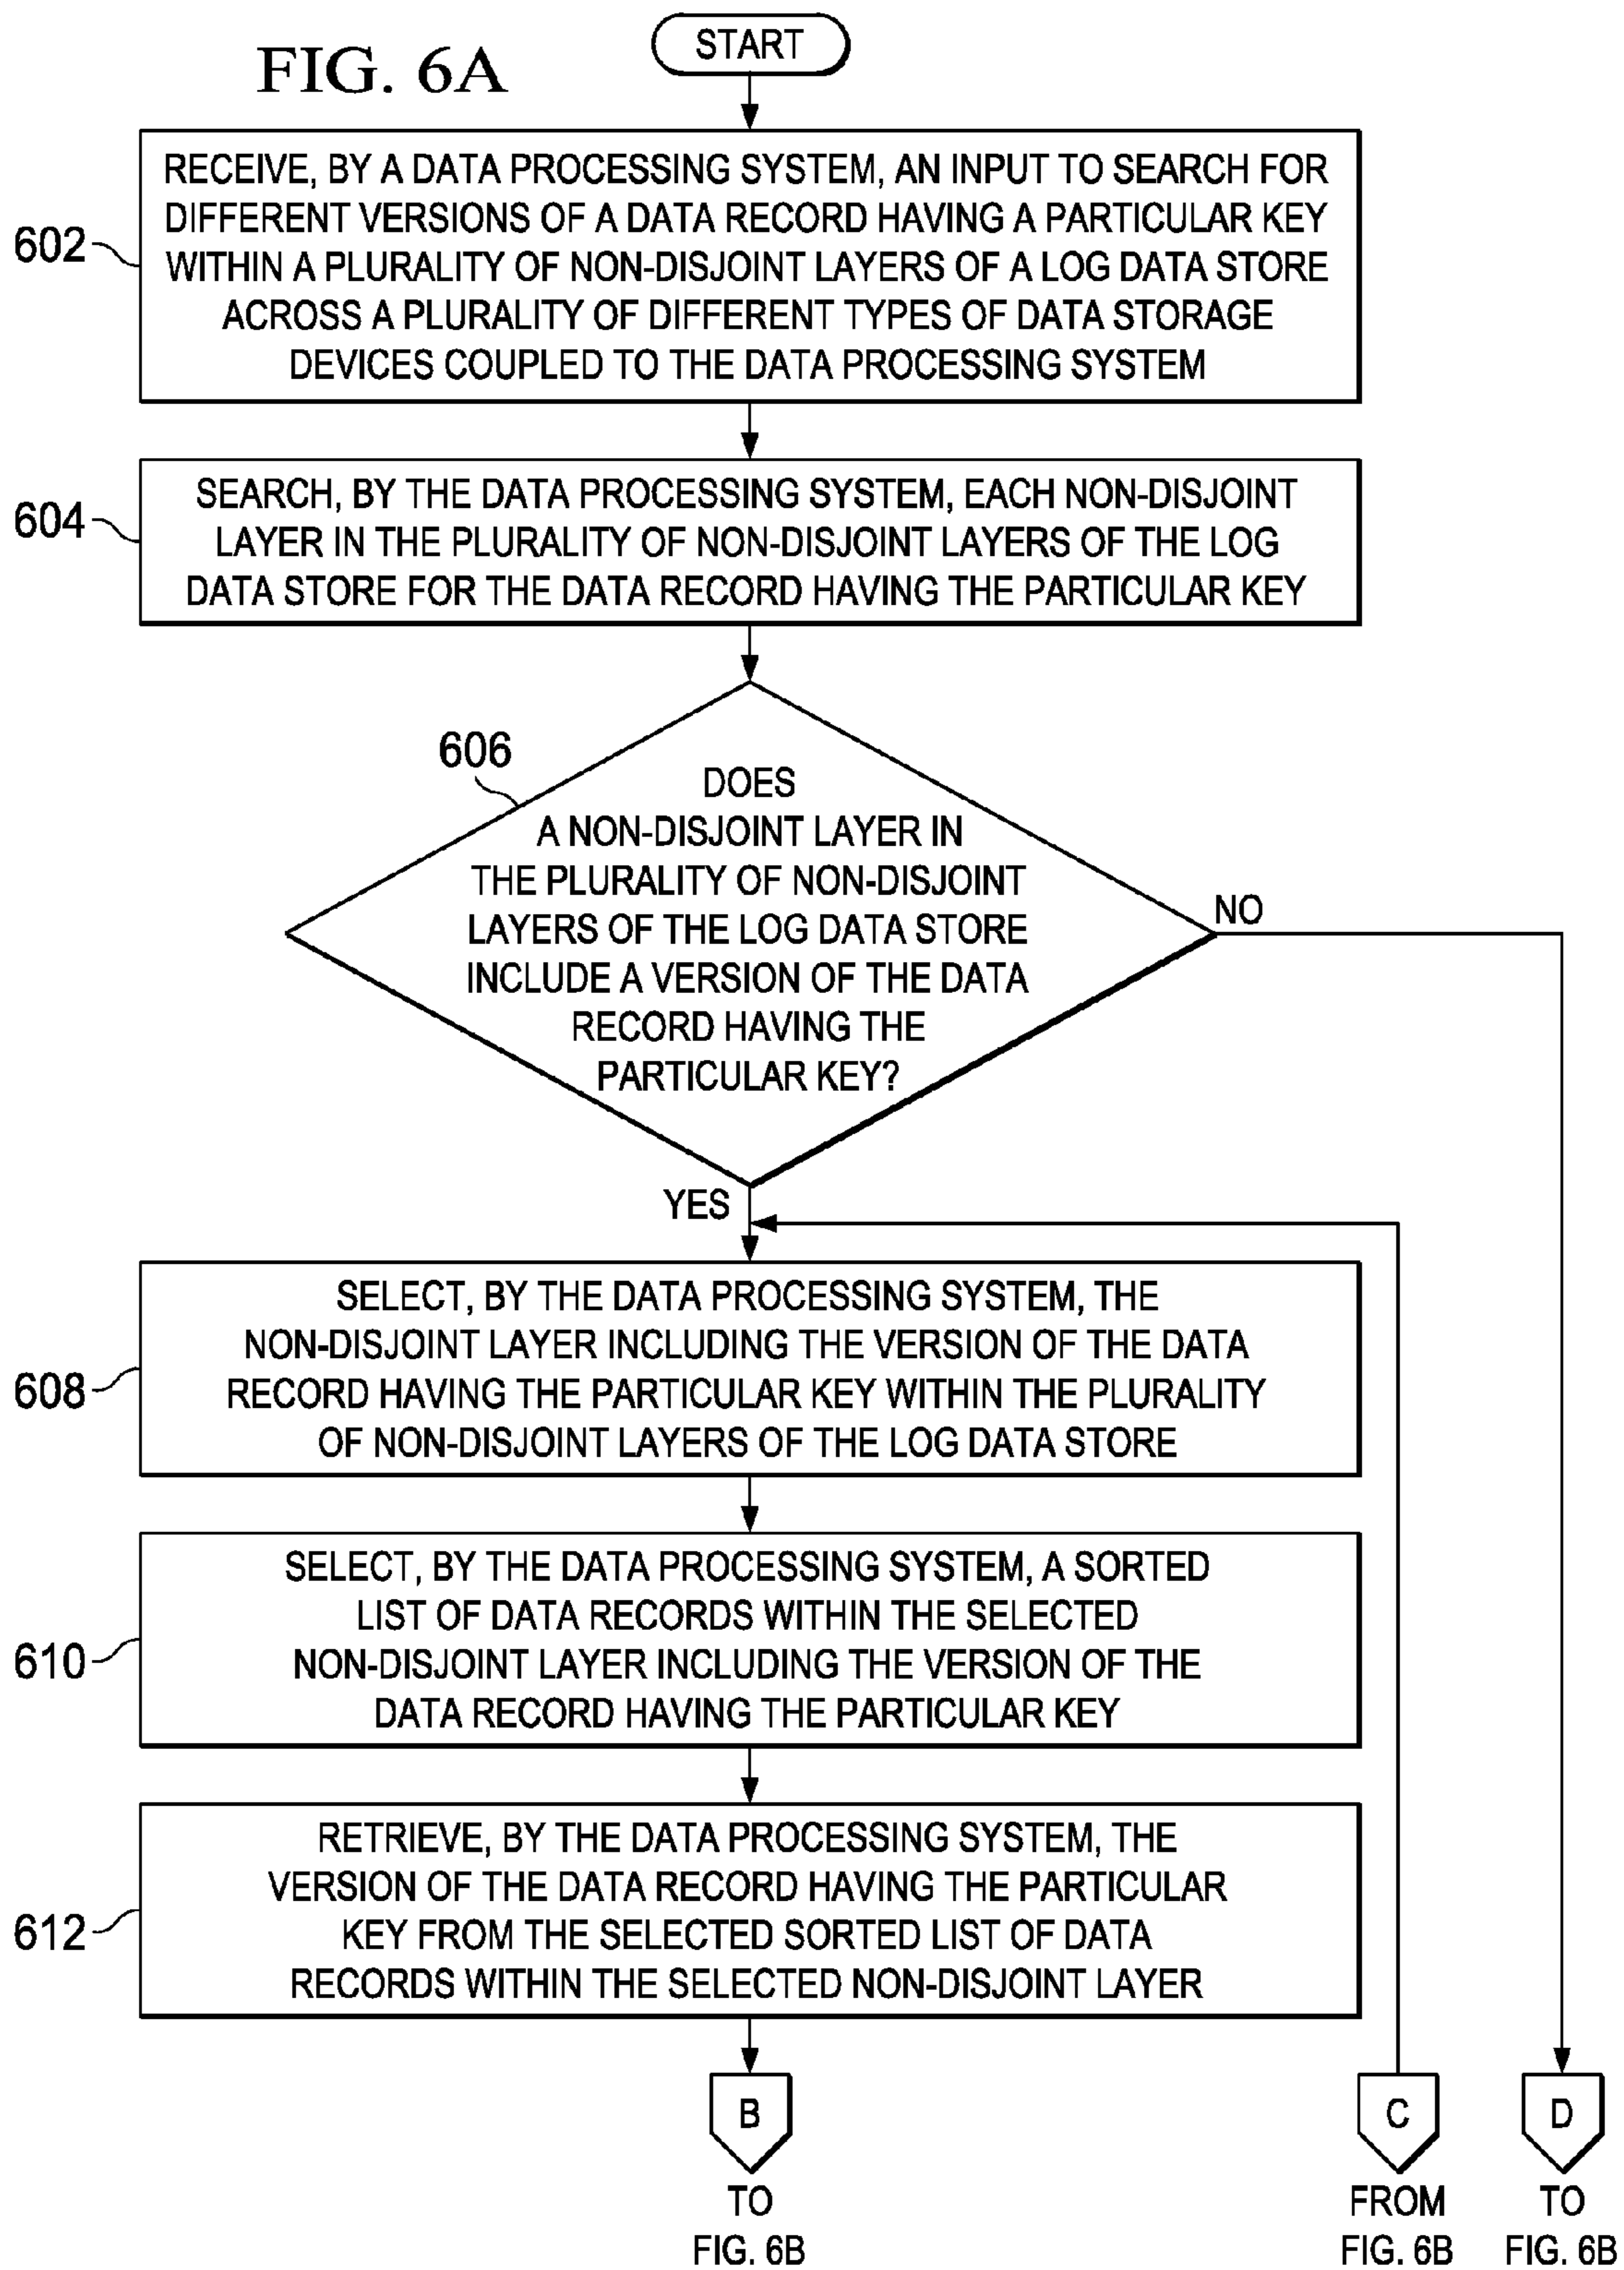 FIG. 6A
START
RECEIVE, BY A DATA PROCESSING SYSTEM, AN INPUT TO SEARCH FOR
DIFFERENT VERSIONS OF A DATA RECORD HAVING A PARTICULAR KEY
WITHIN A PLURALITY OF NON-DISJOINT LAYERS OF A LOG DATA STORE
ACROSS A PLURALITY OF DIFFERENT TYPES OF DATA STORAGE
DEVICES COUPLED TO THE DATA PROCESSING SYSTEM
602
SEARCH, BY THE DATA PROCESSING SYSTEM, EACH NON-DISJOINT
LAYER IN THE PLURALITY OF NON-DISJOINT LAYERS OF THE LOG
DATA STORE FOR THE DATA RECORD HAVING THE PARTICULAR KEY
604
606
DOES
A NON-DISJOINT LAYER IN
THE PLURALITY OF NON-DISJOINT
LAYERS OF THE LOG DATA STORE
INCLUDE A VERSION OF THE DATA
RECORD HAVING THE
PARTICULAR KEY?
NO
YES
SELECT, BY THE DATA PROCESSING SYSTEM, THE
NON-DISJOINT LAYER INCLUDING THE VERSION OF THE DATA
RECORD HAVING THE PARTICULAR KEY WITHIN THE PLURALITY
OF NON-DISJOINT LAYERS OF THE LOG DATA STORE
608
SELECT, BY THE DATA PROCESSING SYSTEM, A SORTED
LIST OF DATA RECORDS WITHIN THE SELECTED
NON-DISJOINT LAYER INCLUDING THE VERSION OF THE
DATA RECORD HAVING THE PARTICULAR KEY
610
RETRIEVE, BY THE DATA PROCESSING SYSTEM, THE
VERSION OF THE DATA RECORD HAVING THE PARTICULAR
KEY FROM THE SELECTED SORTED LIST OF DATA
RECORDS WITHIN THE SELECTED NON-DISJOINT LAYER
612
B
TO
FIG. 6B
C
FROM
FIG. 6B
D
TO
FIG. 6B